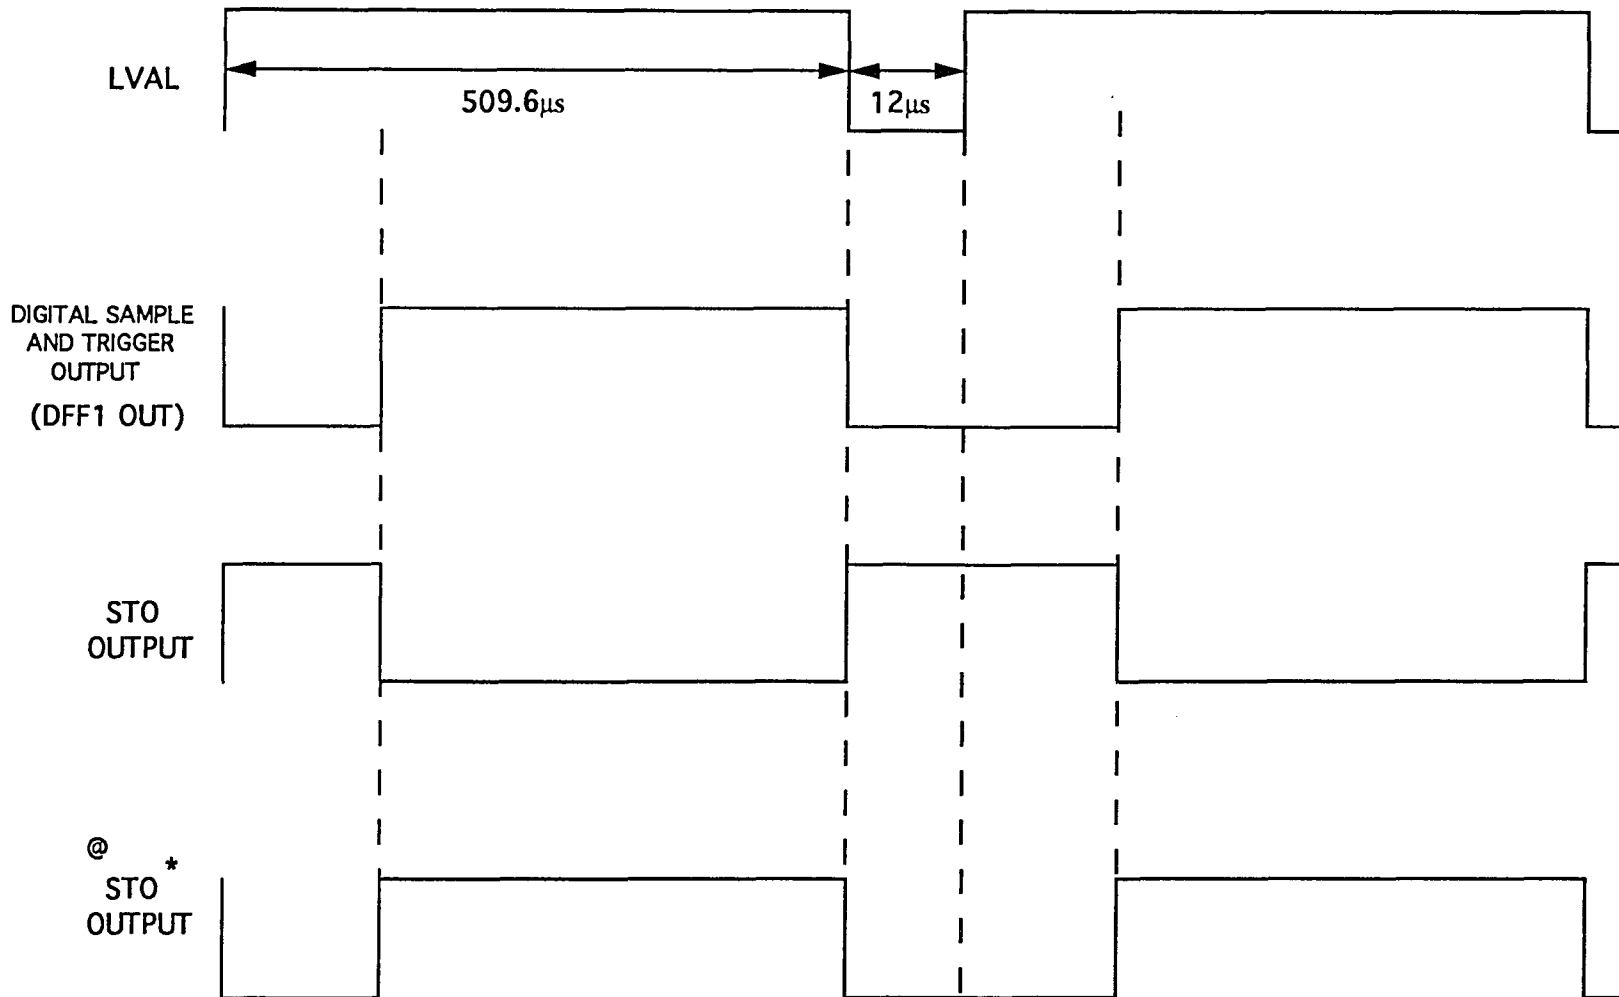 LVAL
509.6μs
12μs
DIGITAL SAMPLE
AND TRIGGER
OUTPUT
(DFF1 OUT)
STO
OUTPUT
@
STO*
OUTPUT